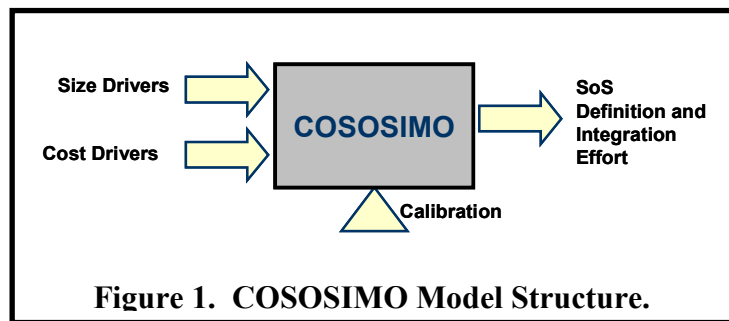 Size Drivers
Cost Drivers
COSOSIMO
SoS
Definition and
Integration
Effort
Calibration
Figure 1. COSOSIMO Model Structure.